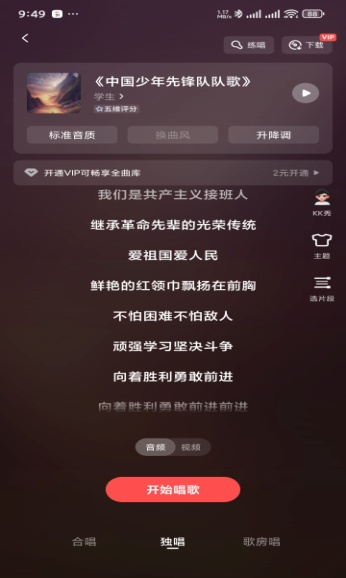 9:49
1.17 MB/s
88
练唱
下载
VIP
《中国少年先锋队队歌》
学生 >
☆五维评分
标准音质
换曲风
升降调
开通VIP可畅享全曲库
2元开通 ▸
我们是共产主义接班人
继承革命先辈的光荣传统
爱祖国爱人民
鲜艳的红领巾飘扬在前胸
不怕困难不怕敌人
顽强学习坚决斗争
向着胜利勇敢前进
向着胜利勇敢前进前进
KK秀
主题
选片段
音频 视频
开始唱歌
合唱
独唱
歌房唱